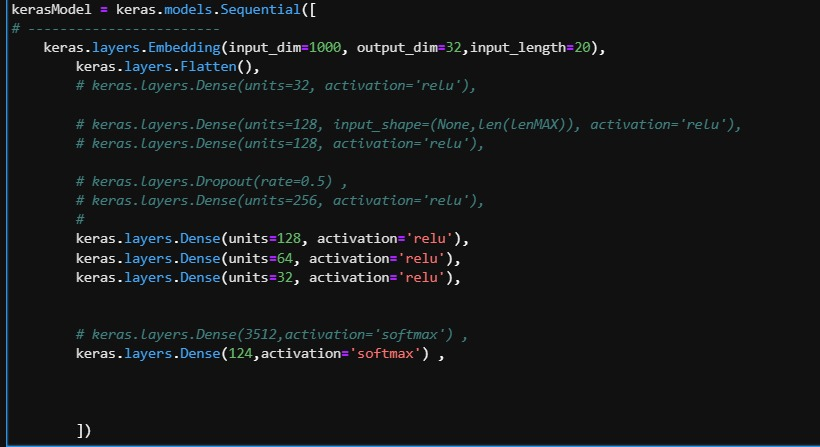 kerasModel = keras.models.Sequential([
# ------------------------
    keras.layers.Embedding(input_dim=1000, output_dim=32,input_length=20),
        keras.layers.Flatten(),
        # keras.layers.Dense(units=32, activation='relu'),
        # keras.layers.Dense(units=128, input_shape=(None,len(lenMAX)), activation='relu'),
        # keras.layers.Dense(units=128, activation='relu'),
        # keras.layers.Dropout(rate=0.5) ,
        # keras.layers.Dense(units=256, activation='relu'),
        #
        keras.layers.Dense(units=128, activation='relu'),
        keras.layers.Dense(units=64, activation='relu'),
        keras.layers.Dense(units=32, activation='relu'),
        # keras.layers.Dense(3512,activation='softmax') ,
        keras.layers.Dense(124,activation='softmax') ,
        ])